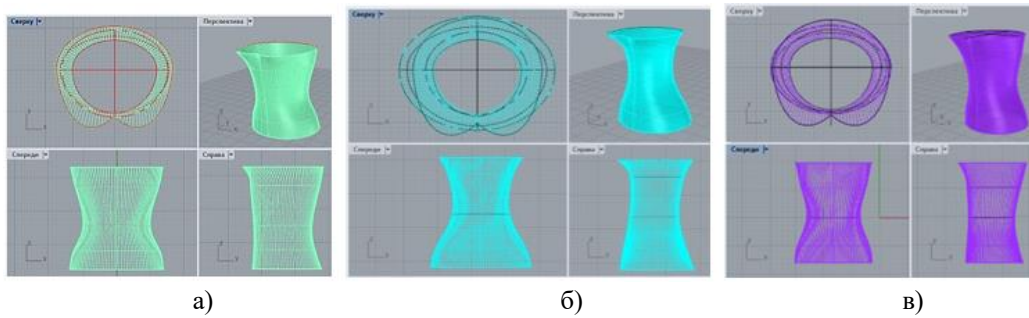 Сверху
Перспектива
Спереди
Справа
Сверху
Перспектива
Спереди
Справа
Сверху
Перспектива
Спереди
Справа
а)
б)
в)